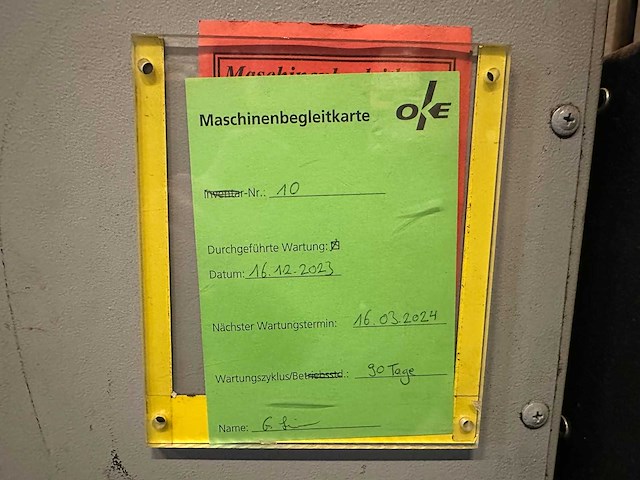 Maschinenbegleitkarte
OKE
Maschinenbegleitkarte
Inventar-Nr.: 10
Durchgeführte Wartung: ☒
Datum: 16.12.2023
Nächster Wartungstermin: 16.03.2024
Wartungszyklus/Betriebsstd.: 90 Tage
Name: G.